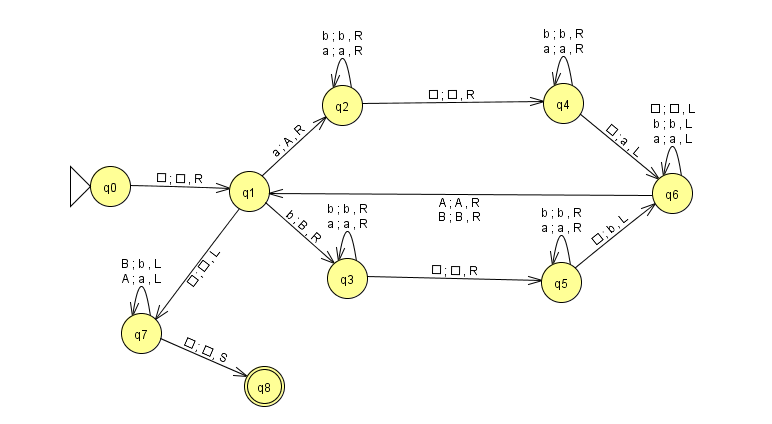 b ; b , R
a ; a , R
b ; b , R
a ; a , R
q2
□ ; □ , R
q4
□ ; □ , L
b ; b , L
a ; a , L
a ; A , R
□ ; a , L
q0
□ ; □ , R
q1
q6
A ; A , R
B ; B , R
b ; B , R
b ; b , R
a ; a , R
b ; b , R
a ; a , R
□ ; b , L
B ; b , L
A ; a , L
□ ; □ , L
q3
□ ; □ , R
q5
q7
□ ; □ , S
q8